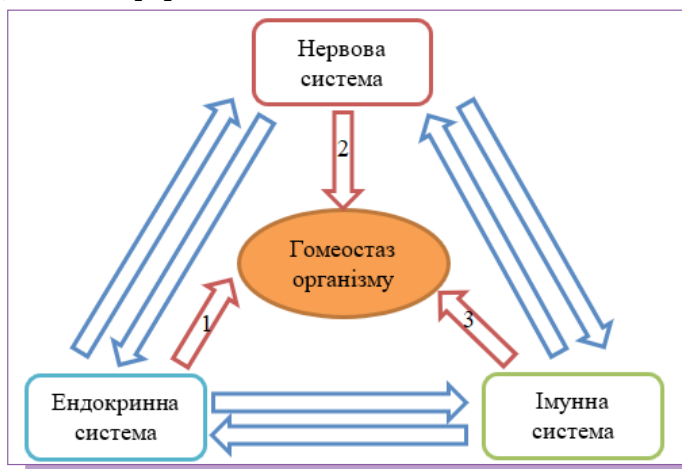 Нервова
система
2
Гомеостаз
організму
1
3
Ендокринна
система
Імунна
система